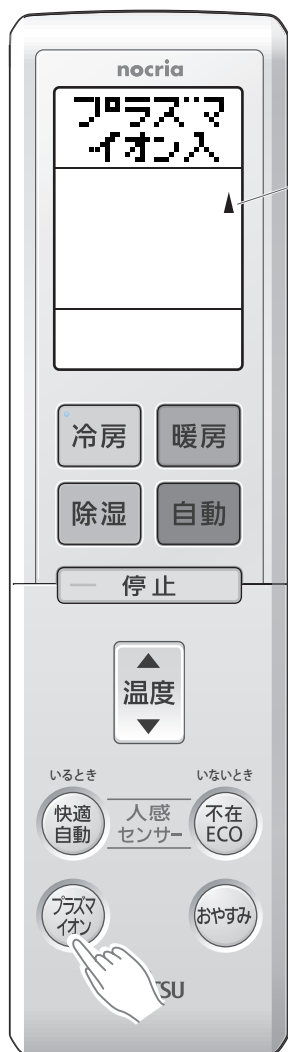 nocria
プラズマ
イオン入
冷房
暖房
除湿
自動
停止
温度
いるとき
いないとき
快適
自動
人感
センサー
不在
ECO
プラズマ
イオン
おやすみ